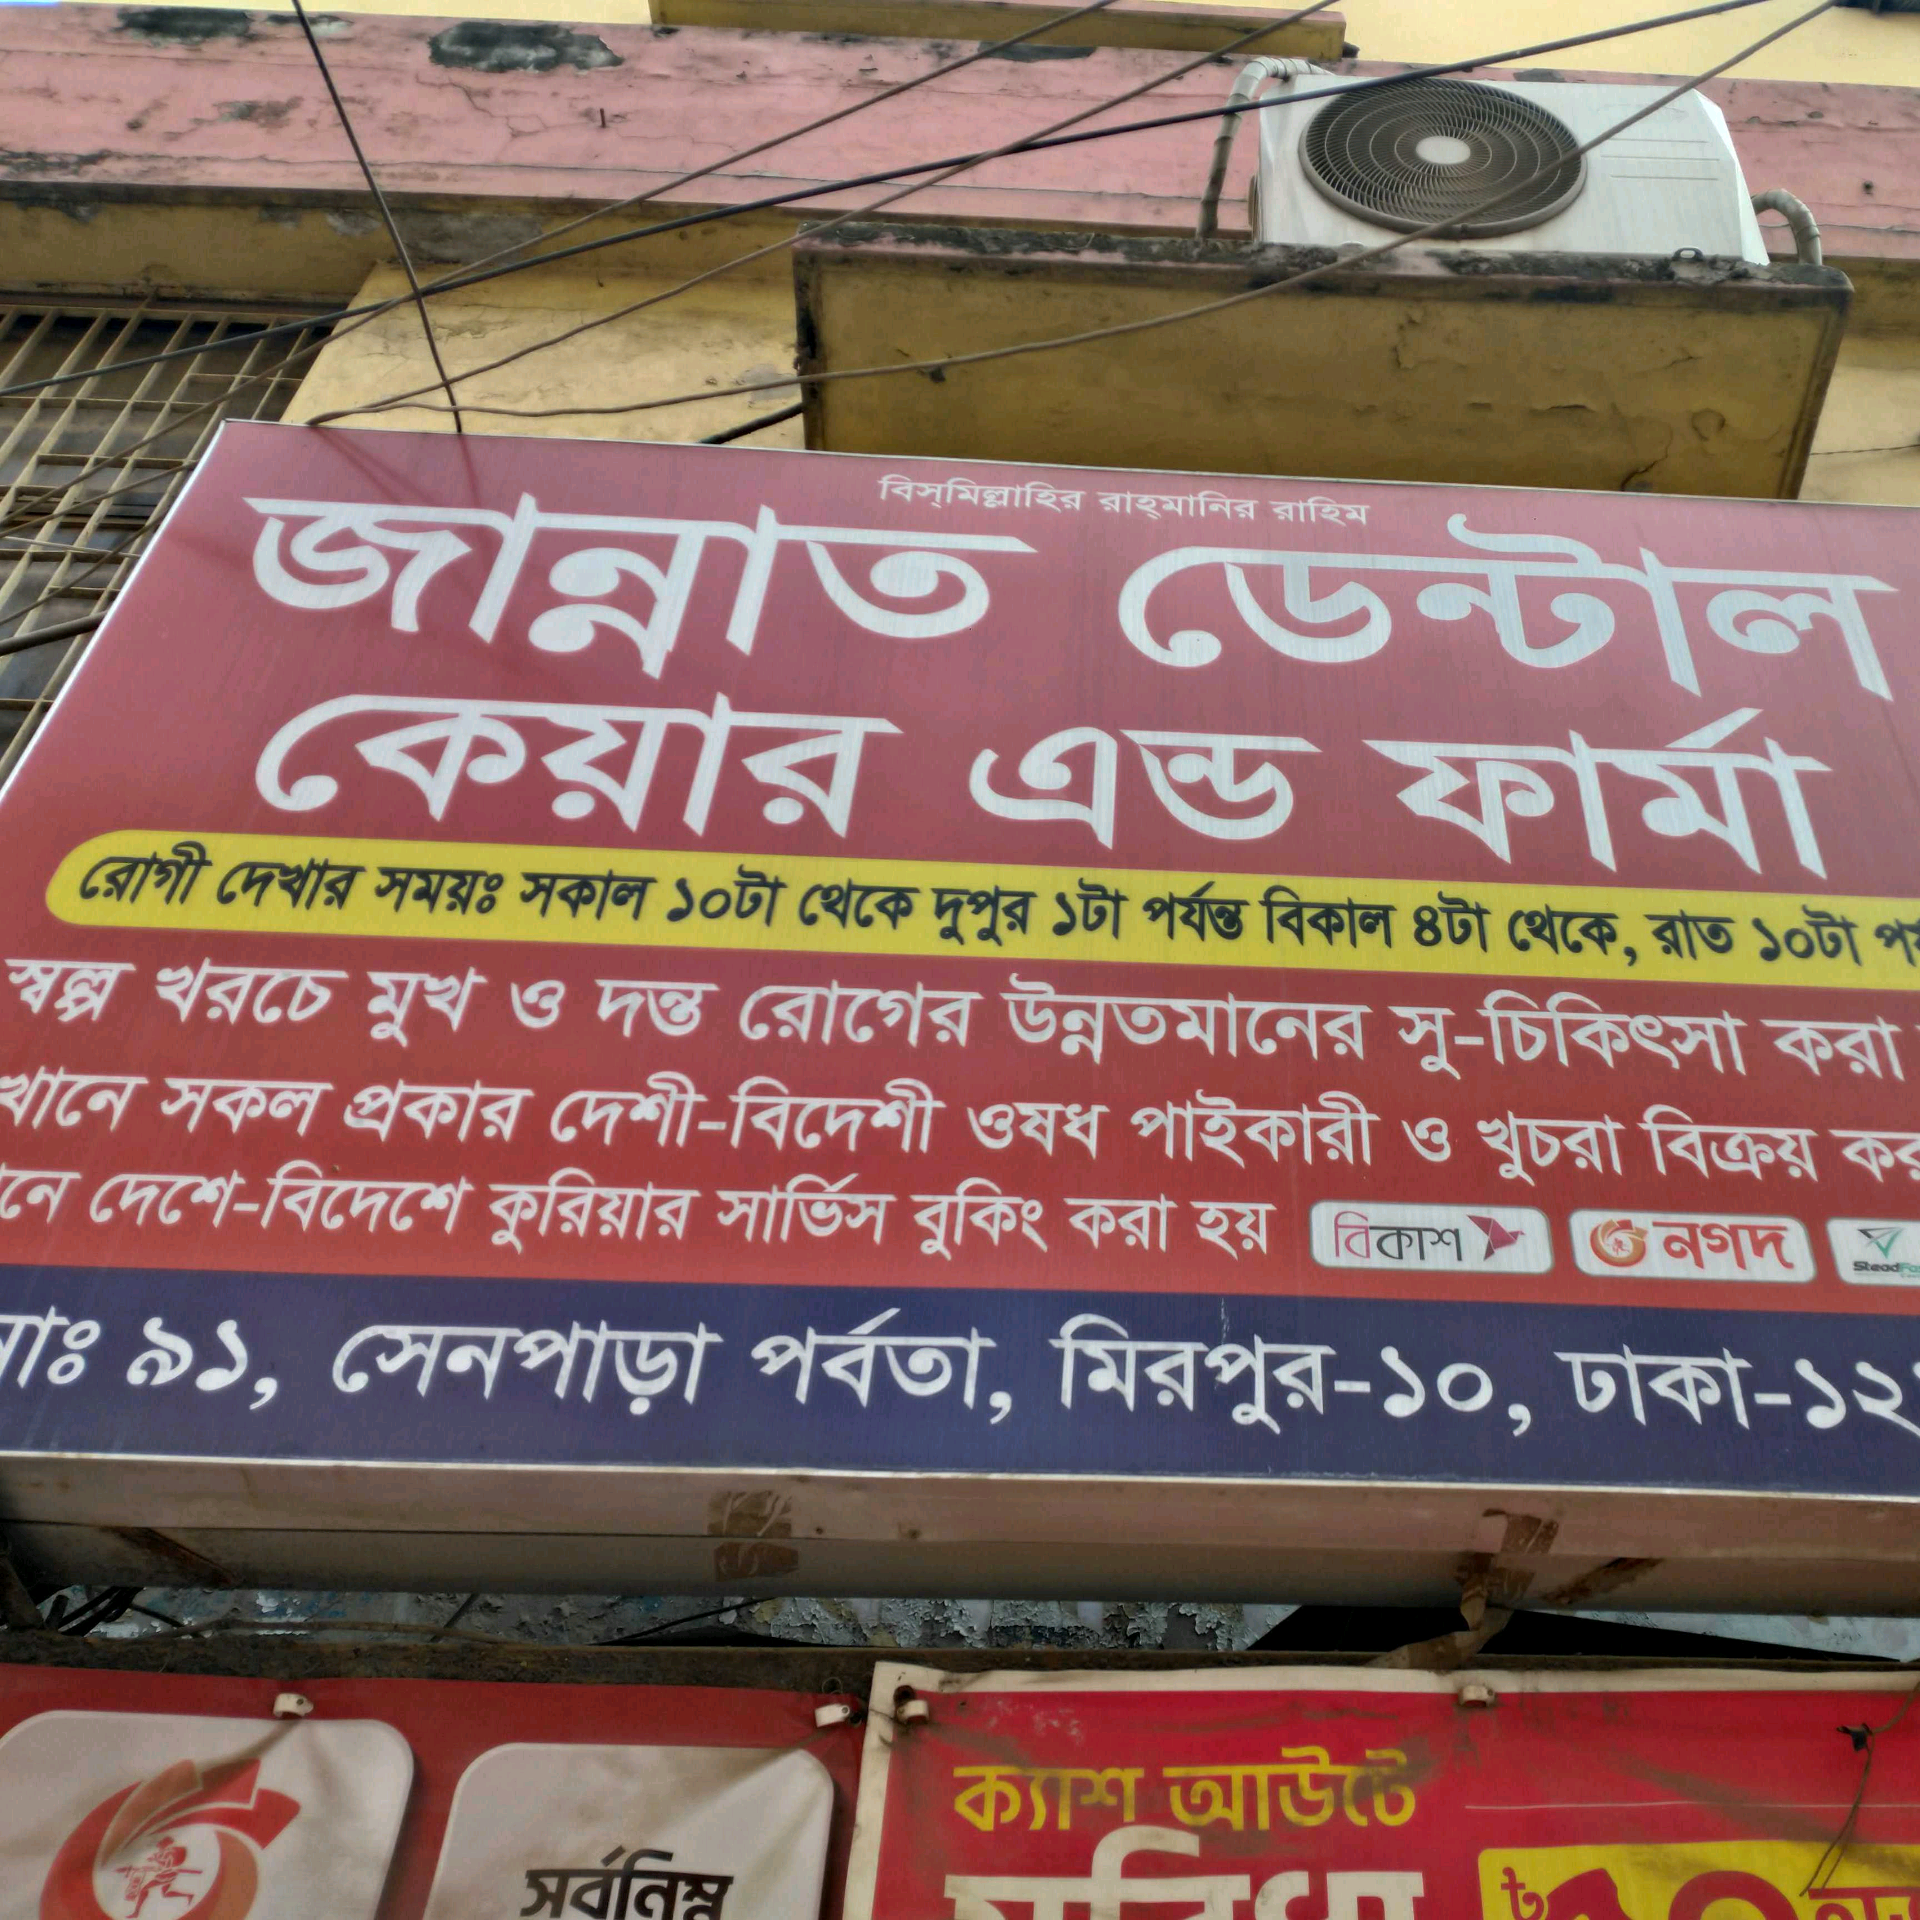 বিস্‌মিল্লাহির রাহ্‌মানির রাহিম
জান্নাত ডেন্টাল
কেয়ার এন্ড ফার্মা
রোগী দেখার সময়ঃ সকাল ১০টা থেকে দুপুর ১টা পর্যন্ত বিকাল ৪টা থেকে, রাত ১০টা
স্বল্প খরচে মুখ ও দন্ত রোগের উন্নতমানের সু-চিকিৎসা করা
সকল প্রকার দেশী-বিদেশী ওষধ পাইকারী ও খুচরা বিক্রয়
দেশে-বিদেশে কুরিয়ার সার্ভিস বুকিং করা হয় বিকাশ নগদ
৯১, সেনপাড়া পর্বতা, মিরপুর-১০, ঢাকা-১২
সর্বনিম্ন
ক্যাশ আউটে